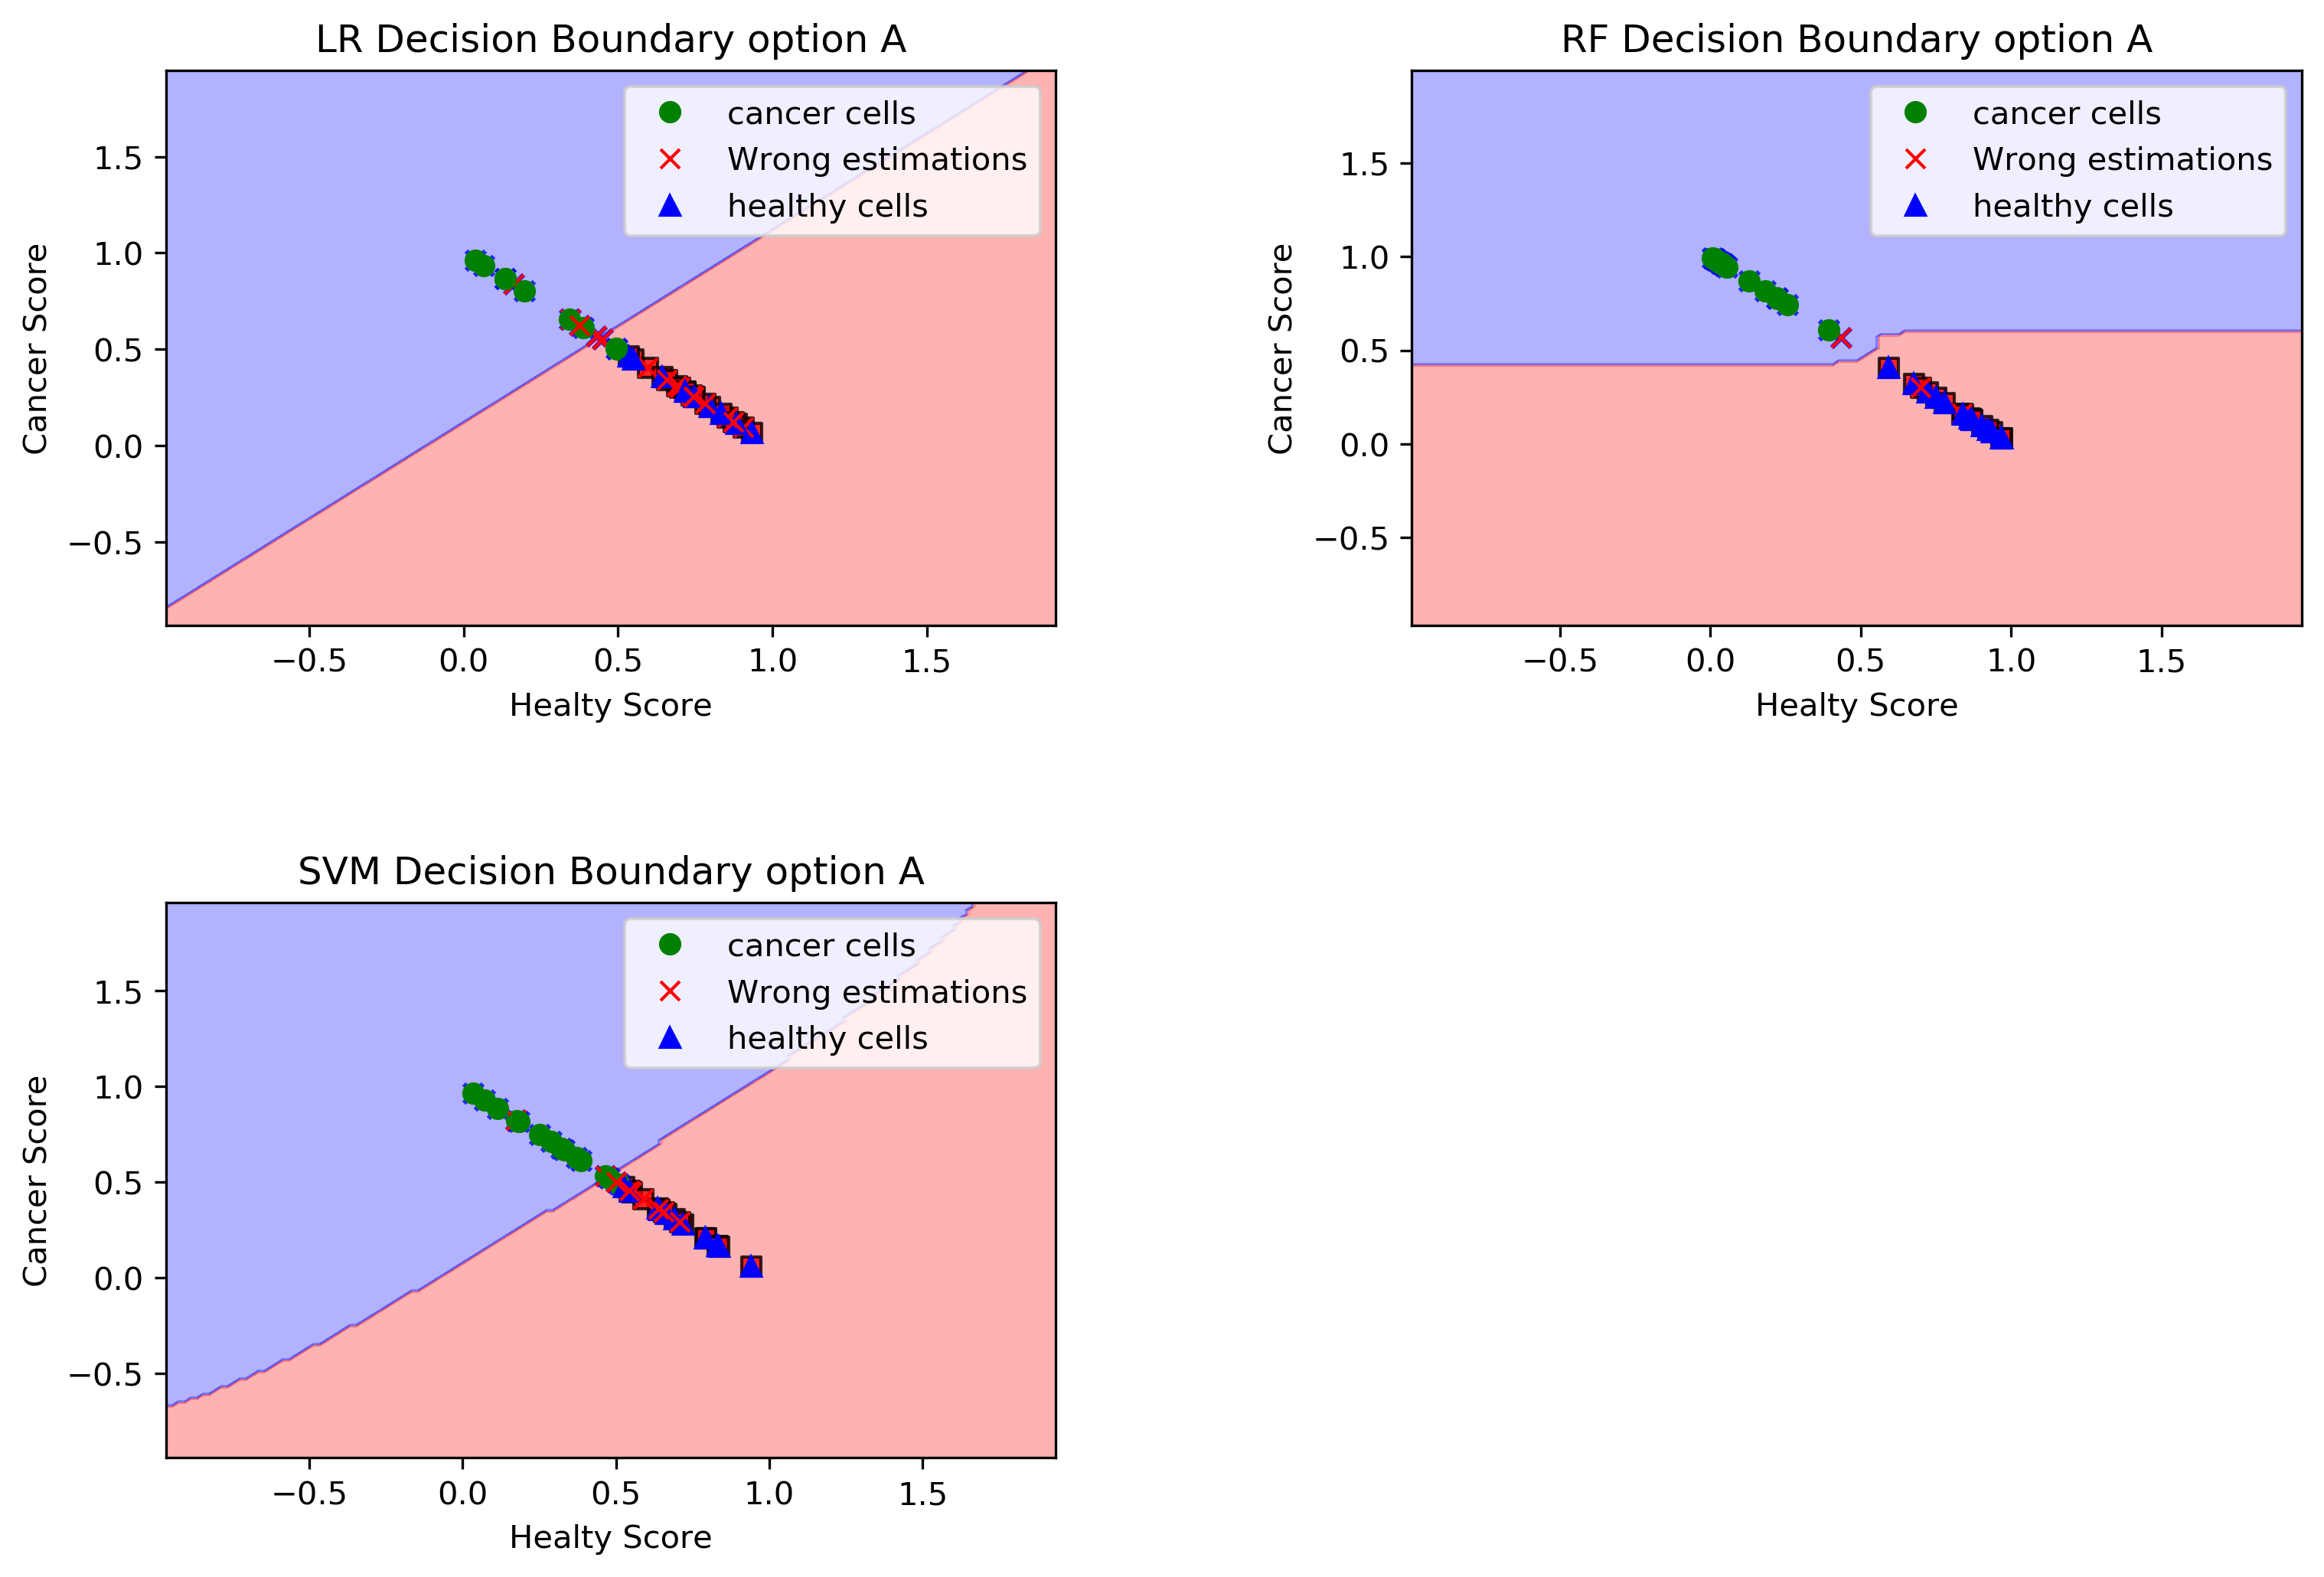 LR Decision Boundary option A
cancer cells
Wrong estimations
healthy cells
Cancer Score
1.5
1.0
0.5
0.0
−0.5
−0.5 0.0 0.5 1.0 1.5
Healty Score
RF Decision Boundary option A
cancer cells
Wrong estimations
healthy cells
Cancer Score
1.5
1.0
0.5
0.0
−0.5
−0.5 0.0 0.5 1.0 1.5
Healty Score
SVM Decision Boundary option A
cancer cells
Wrong estimations
healthy cells
Cancer Score
1.5
1.0
0.5
0.0
−0.5
−0.5 0.0 0.5 1.0 1.5
Healty Score